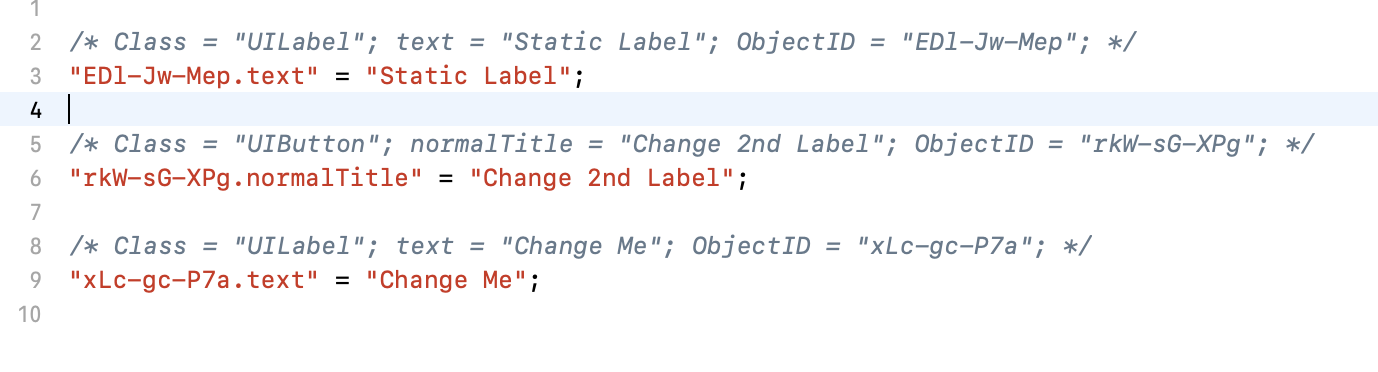 1
2 /* Class = "UILabel"; text = "Static Label"; ObjectID = "EDl-Jw-Mep"; */
3 "EDl-Jw-Mep.text" = "Static Label";
4
5 /* Class = "UIButton"; normalTitle = "Change 2nd Label"; ObjectID = "rkW-sG-XPg"; */
6 "rkW-sG-XPg.normalTitle" = "Change 2nd Label";
7
8 /* Class = "UILabel"; text = "Change Me"; ObjectID = "xLc-gc-P7a"; */
9 "xLc-gc-P7a.text" = "Change Me";
10